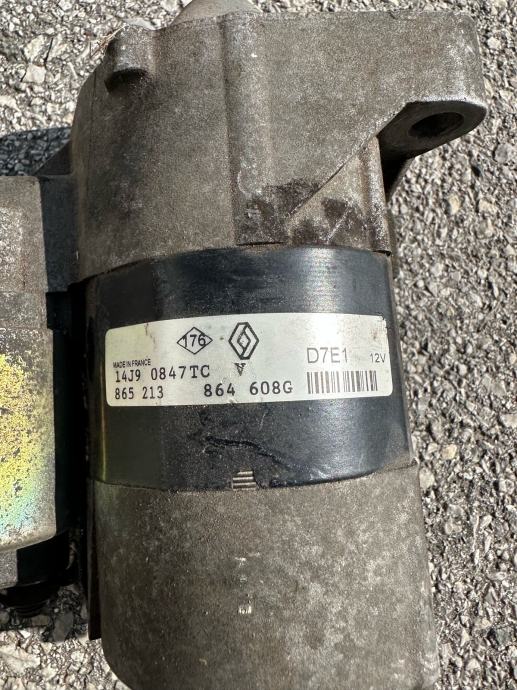 176
D7E1 12V
MADE IN FRANCE
14J9 0847TC
865 213 864 608G